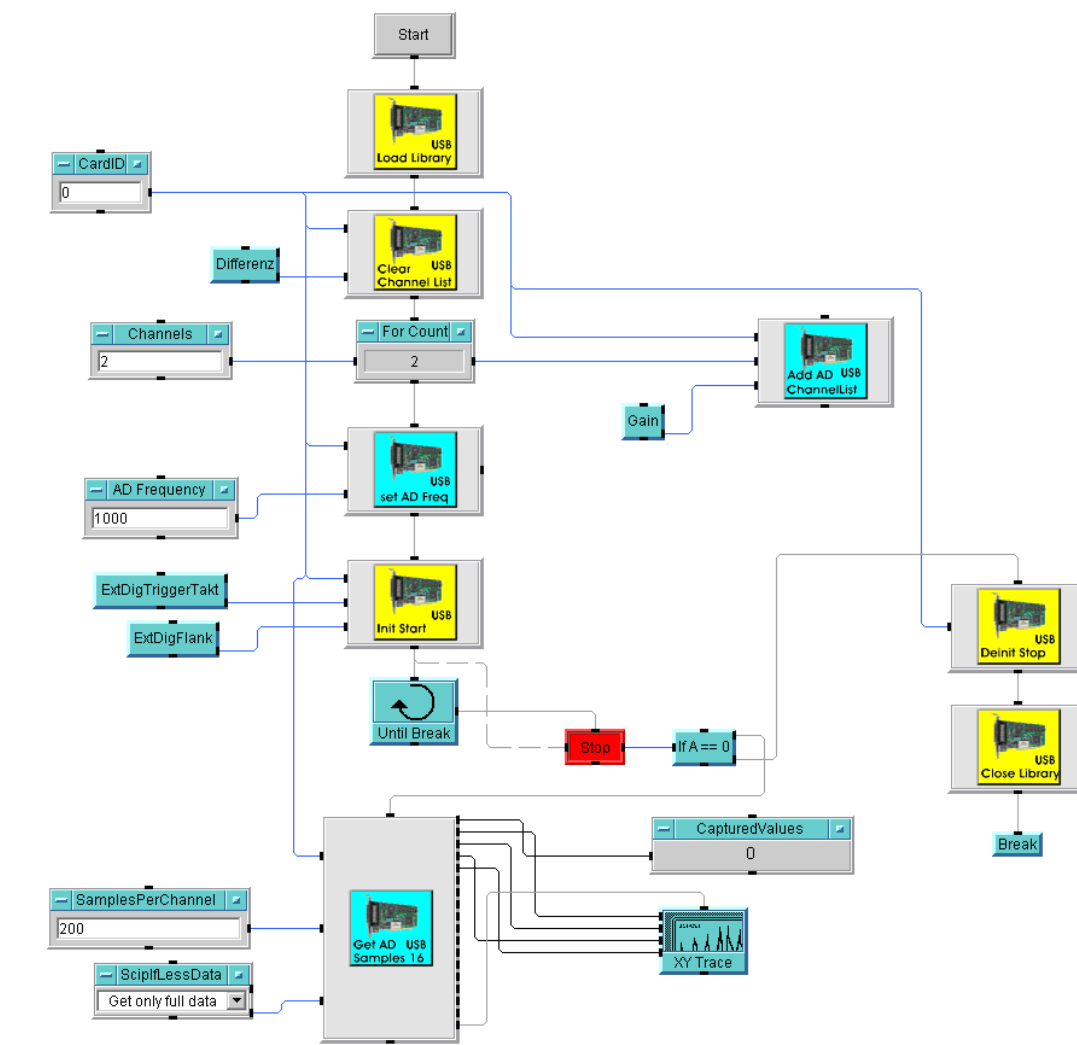 Start
USB
Load Library
CardID
0
Clear USB
Channel List
Differenz
Channels
2
For Count
2
Add AD USB
ChannelList
Gain
USB
set AD Freq
AD Frequency
1000
USB
Init Start
ExtDigTriggerTakt
ExtDigFlank
USB
Deinit Stop
Until Break
Stop
If A == 0
USB
Close Library
Break
CapturedValues
0
SamplesPerChannel
200
Get AD USB
Samples 16
XY Trace
ScipIfLessData
Get only full data